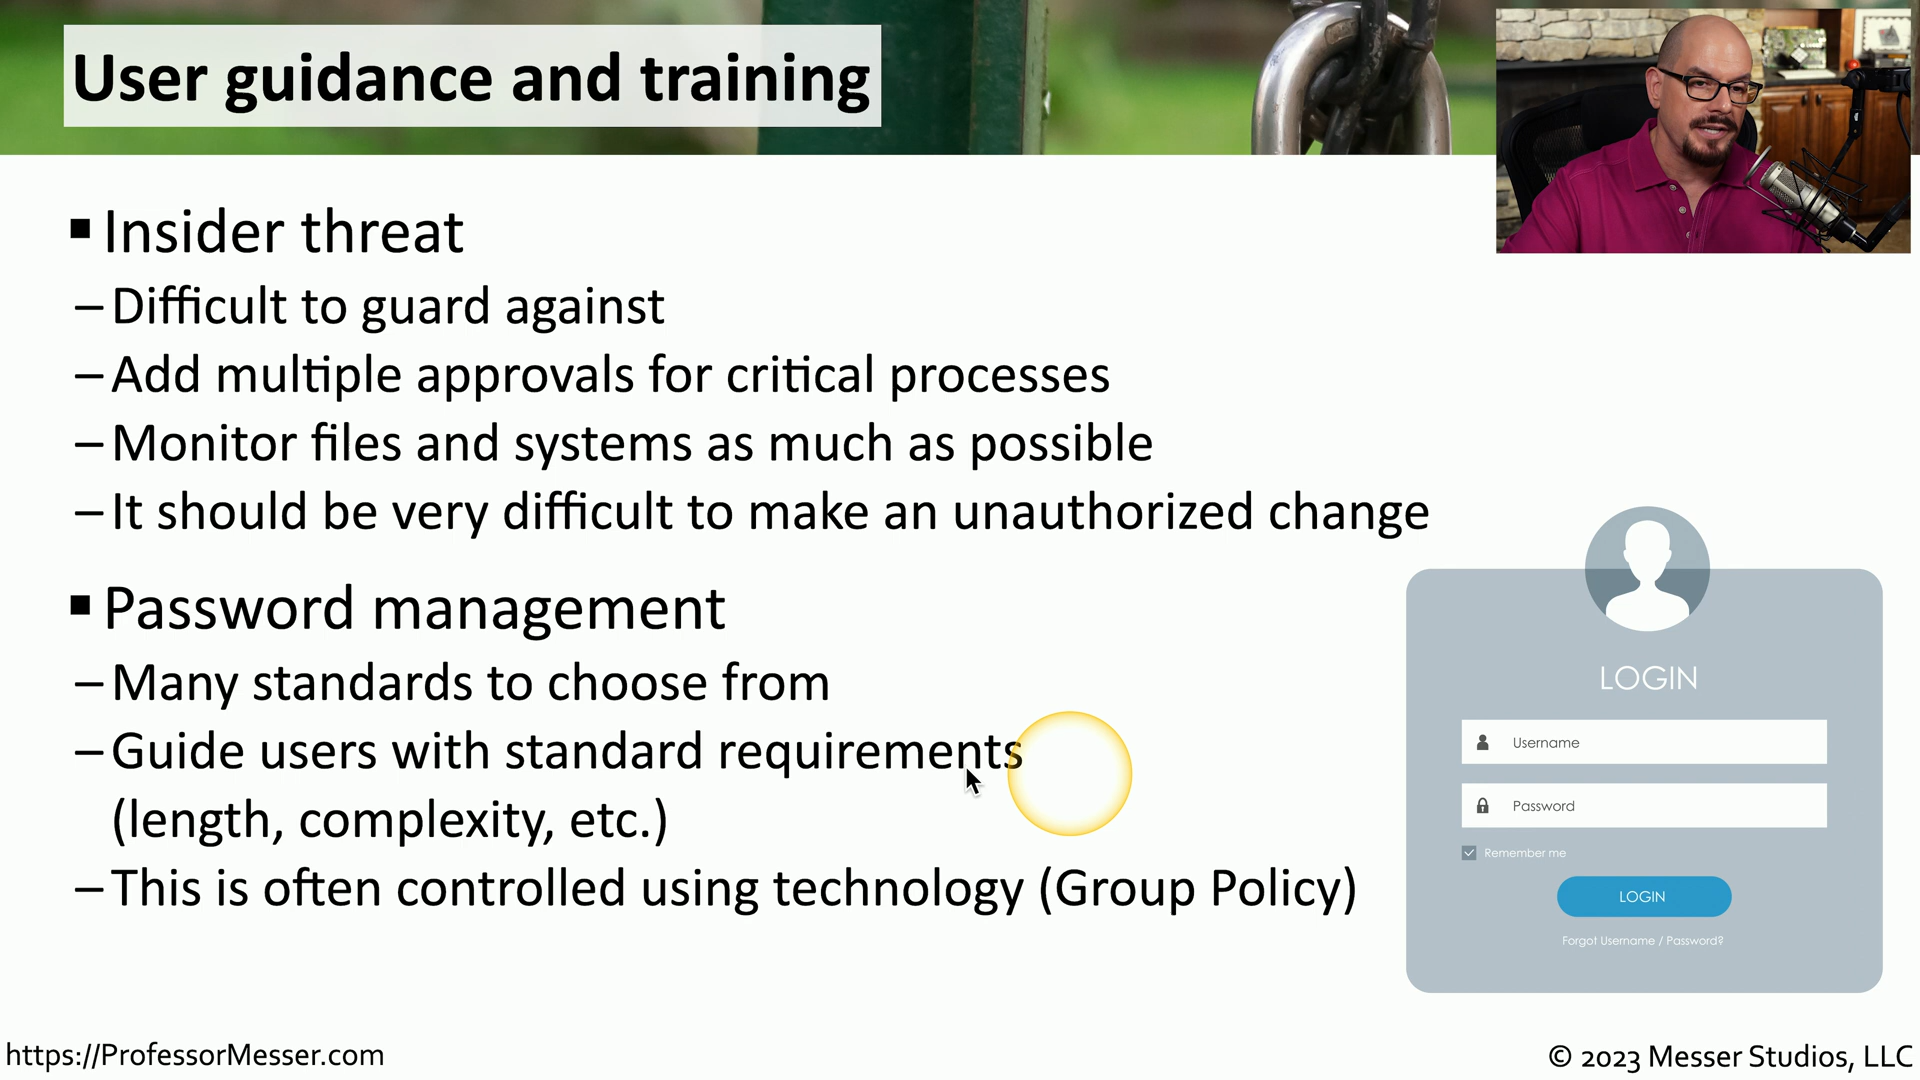 User guidance and training
▪ Insider threat
– Difficult to guard against
– Add multiple approvals for critical processes
– Monitor files and systems as much as possible
– It should be very difficult to make an unauthorized change
▪ Password management
– Many standards to choose from
– Guide users with standard requirements
(length, complexity, etc.)
– This is often controlled using technology (Group Policy)
LOGIN
Username
Password
Remember me
LOGIN
Forgot Username / Password?
https://ProfessorMesser.com
© 2023 Messer Studios, LLC